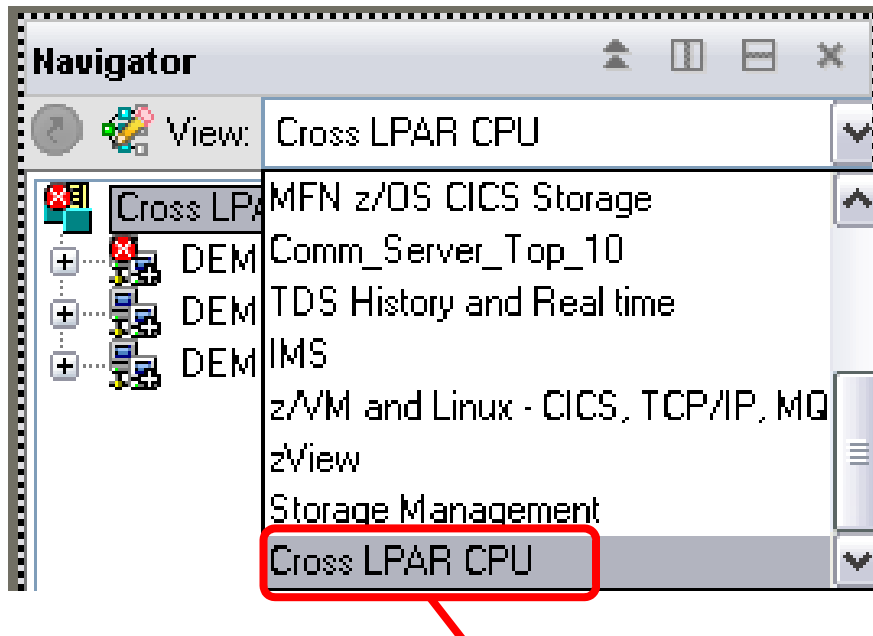 Navigator
View: Cross LPAR CPU
Cross LPA
MFN z/OS CICS Storage
DEM
Comm_Server_Top_10
DEM
TDS History and Real time
DEM
IMS
z/VM and Linux - CICS, TCP/IP, MQ
zView
Storage Management
Cross LPAR CPU